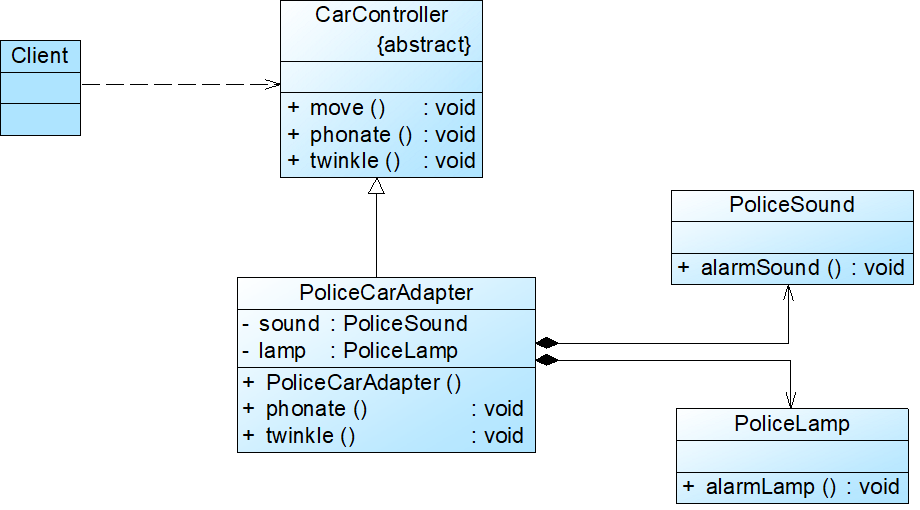 Client
CarController
{abstract}
+ move () : void
+ phonate () : void
+ twinkle () : void
PoliceSound
+ alarmSound () : void
PoliceCarAdapter
- sound : PoliceSound
- lamp : PoliceLamp
+ PoliceCarAdapter ()
+ phonate () : void
+ twinkle () : void
PoliceLamp
+ alarmLamp () : void